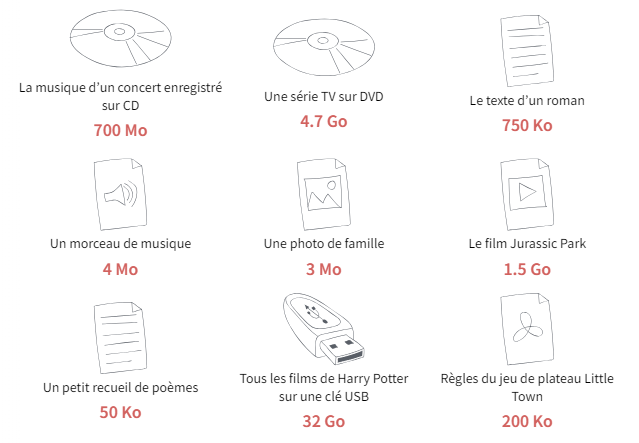 La musique d'un concert enregistré
sur CD
700 Mo
Une série TV sur DVD
4.7 Go
Le texte d'un roman
750 Ko
Un morceau de musique
4 Mo
Une photo de famille
3 Mo
Le film Jurassic Park
1.5 Go
Un petit recueil de poèmes
50 Ko
Tous les films de Harry Potter
sur une clé USB
32 Go
Règles du jeu de plateau Little
Town
200 Ko